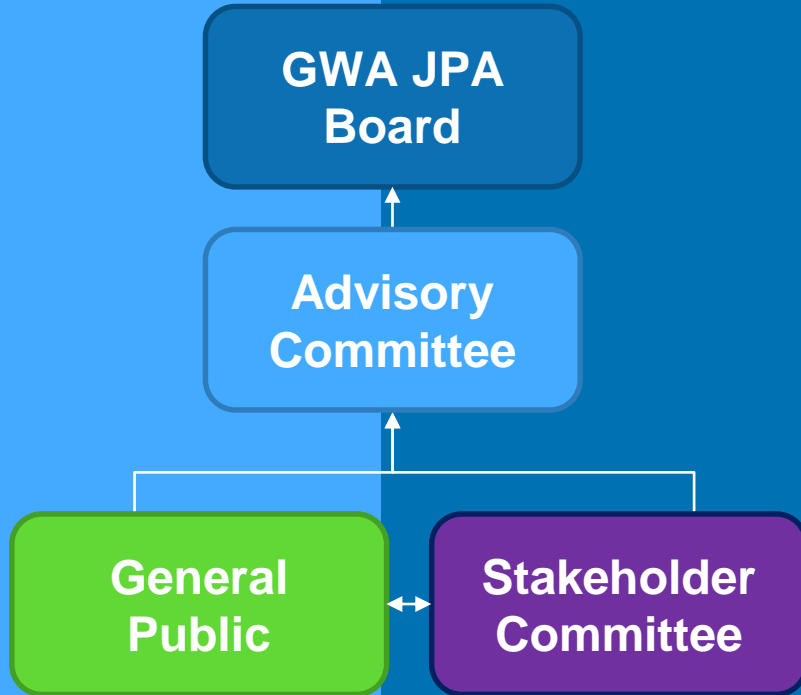 GWA JPA
Board
Advisory
Committee
General
Public
Stakeholder
Committee